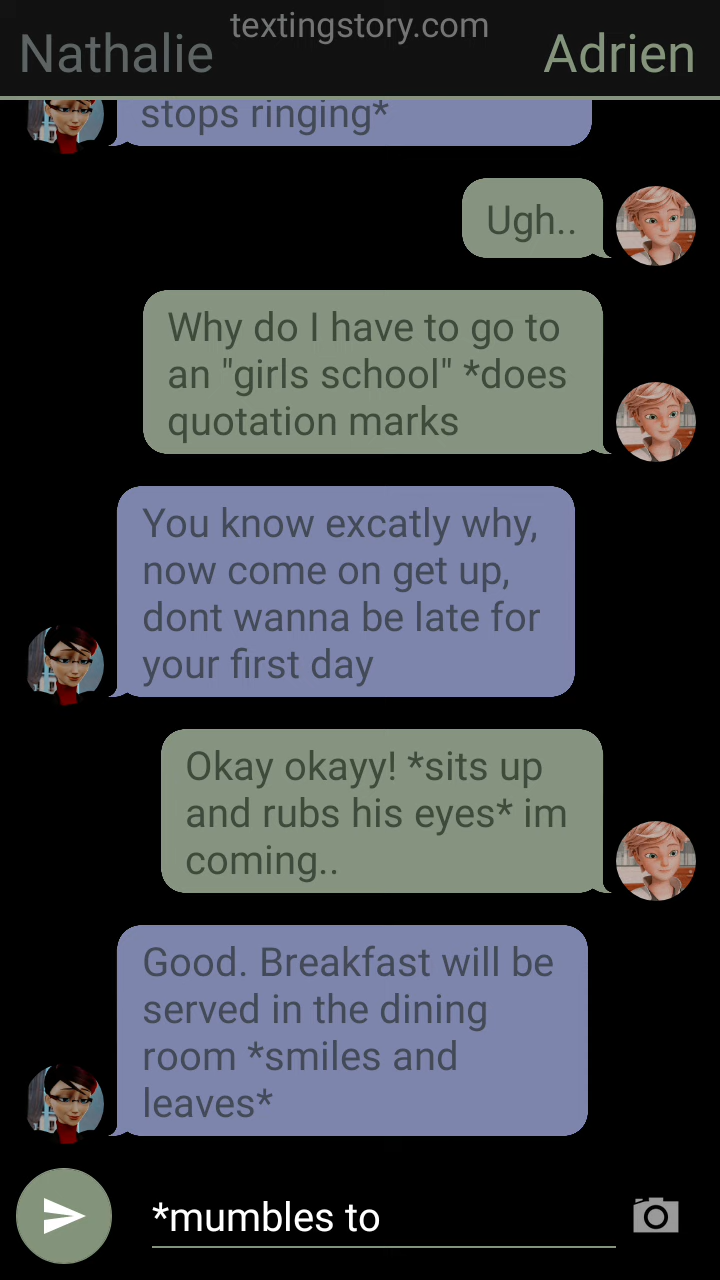 textingstory.com
Nathalie
Adrien
stops ringing*
Ugh..
Why do I have to go to
an "girls school" *does
quotation marks
You know excatly why,
now come on get up,
dont wanna be late for
your first day
Okay okayy! *sits up
and rubs his eyes* im
coming..
Good. Breakfast will be
served in the dining
room *smiles and
leaves*
*mumbles to